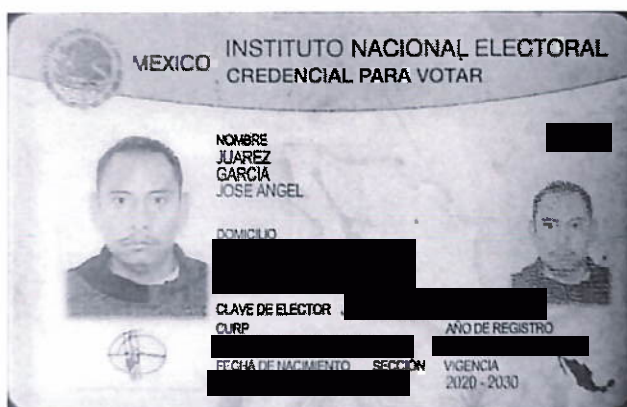 MEXICO
INSTITUTO NACIONAL ELECTORAL
CREDENCIAL PARA VOTAR
NOMBRE
JUAREZ
GARCIA
JOSE ANGEL
DOMICILIO
CLAVE DE ELECTOR
CURP
AÑO DE REGISTRO
FECHA DE NACIMIENTO
SECCIÓN
VIGENCIA
2020 - 2030